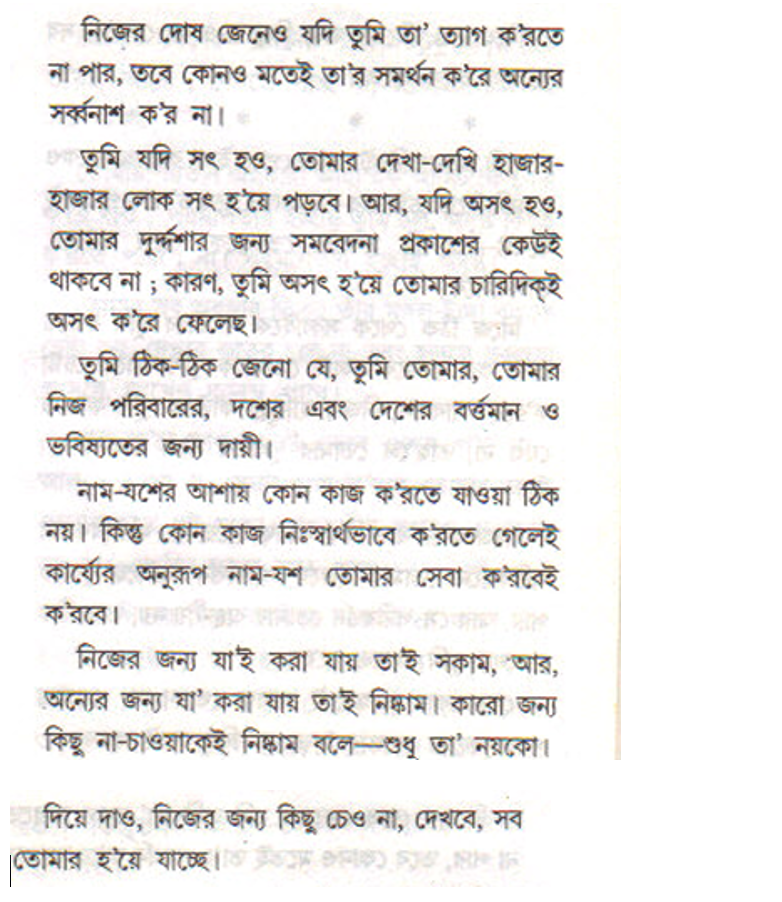 নিজের দোষ জেনেও যদি তুমি তা' ত্যাগ ক'রতে
না পার, তবে কোনও মতেই তা'র সমর্থন ক'রে অন্যের
সর্ব্বনাশ ক'র না।
তুমি যদি সৎ হও, তোমার দেখা-দেখি হাজার-
হাজার লোক সৎ হ'য়ে পড়বে। আর, যদি অসৎ হও,
তোমার দুর্দ্দশার জন্য সমবেদনা প্রকাশের কেউই
থাকবে না ; কারণ, তুমি অসৎ হ'য়ে তোমার চারিদিক্‌ই
অসৎ ক'রে ফেলেছ।
তুমি ঠিক-ঠিক জেনো যে, তুমি তোমার, তোমার
নিজ পরিবারের, দশের এবং দেশের বর্ত্তমান ও
ভবিষ্যতের জন্য দায়ী।
নাম-যশের আশায় কোন কাজ ক'রতে যাওয়া ঠিক
নয়। কিন্তু কোন কাজ নিঃস্বার্থভাবে ক'রতে গেলেই
কার্য্যের অনুরূপ নাম-যশ তোমার সেবা ক'রবেই
ক'রবে।
নিজের জন্য যা'ই করা যায় তা'ই সকাম, আর,
অন্যের জন্য যা' করা যায় তা'ই নিষ্কাম। কারো জন্য
কিছু না-চাওয়াকেই নিষ্কাম বলে—শুধু তা' নয়কো।
দিয়ে দাও, নিজের জন্য কিছু চেও না, দেখবে, সব
তোমার হ'য়ে যাচ্ছে।